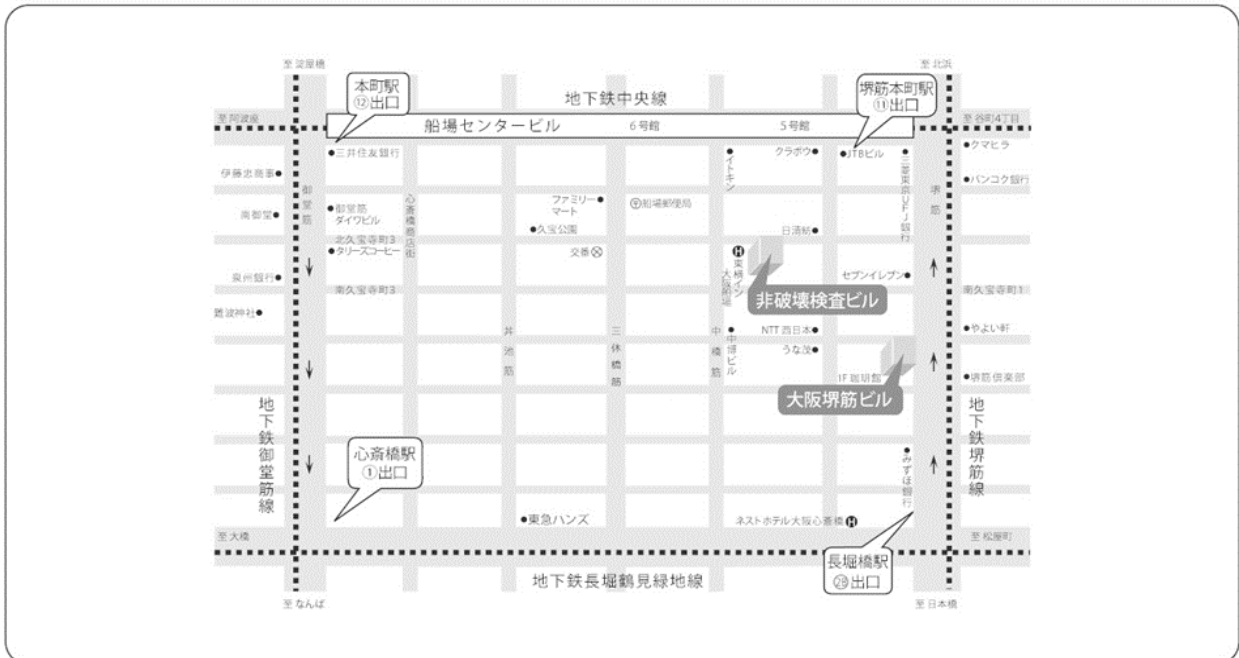 至 淀屋橋
至 北浜
本町駅
⑫出口
地下鉄中央線
堺筋本町駅
⑪出口
至 阿波座
船場センタービル
6号館
5号館
至 谷町4丁目
●三井住友銀行
●イトキン
クラボウ●
●JTBビル
●三菱東京UFJ銀行
●クマヒラ
伊藤忠商事●
●バンコク銀行
御堂筋
心斎橋商店街
堺筋
南御堂●
●御堂筋
ダイワビル
ファミリー●
マート
〒船場郵便局
●久宝公園
日清紡●
北久宝寺町3
●タリーズコーヒー
交番
H
東横イン
大阪船場
泉州銀行●
セブンイレブン●
南久宝寺町3
非破壊検査ビル
南久宝寺町1
難波神社●
丼池筋
三休橋筋
中橋筋
●中博ビル
NTT 西日本●
●やよい軒
うな茂●
1F 珈琲館
●堺筋倶楽部
大阪堺筋ビル
地下鉄御堂筋線
地下鉄堺筋線
心斎橋駅
①出口
●みずほ銀行
●東急ハンズ
ネストホテル大阪心斎橋 H
至 大橋
至 松屋町
長堀橋駅
出口
地下鉄長堀鶴見緑地線
至 なんば
至 日本橋